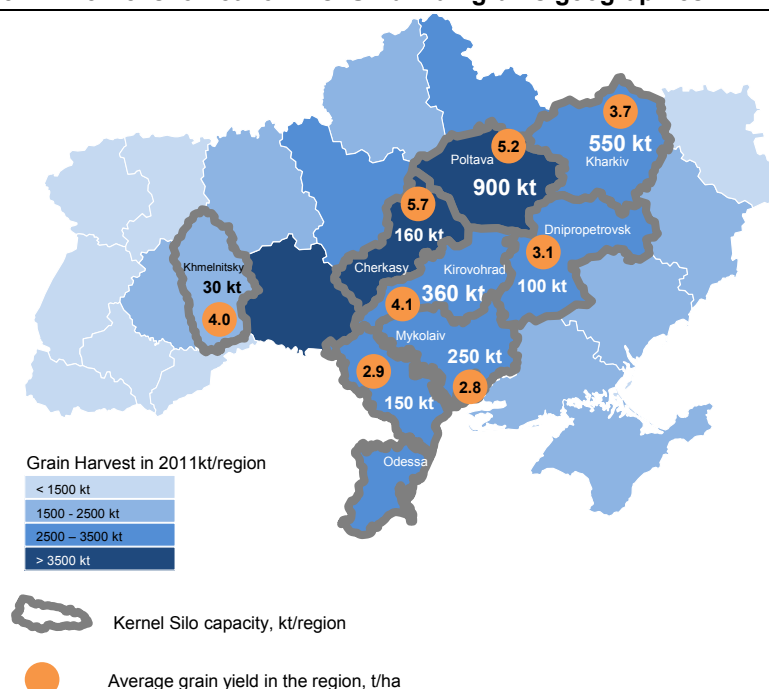 3.7
550 kt
Kharkiv
5.2
Poltava
900 kt
5.7
160 kt
Cherkasy
Dnipropetrovsk
3.1
100 kt
Kirovohrad
360 kt
4.1
Khmelnitsky
30 kt
4.0
Mykolaiv
250 kt
2.8
2.9
150 kt
Odessa
Grain Harvest in 2011kt/region
< 1500 kt
1500 - 2500 kt
2500 – 3500 kt
> 3500 kt
Kernel Silo capacity, kt/region
Average grain yield in the region, t/ha